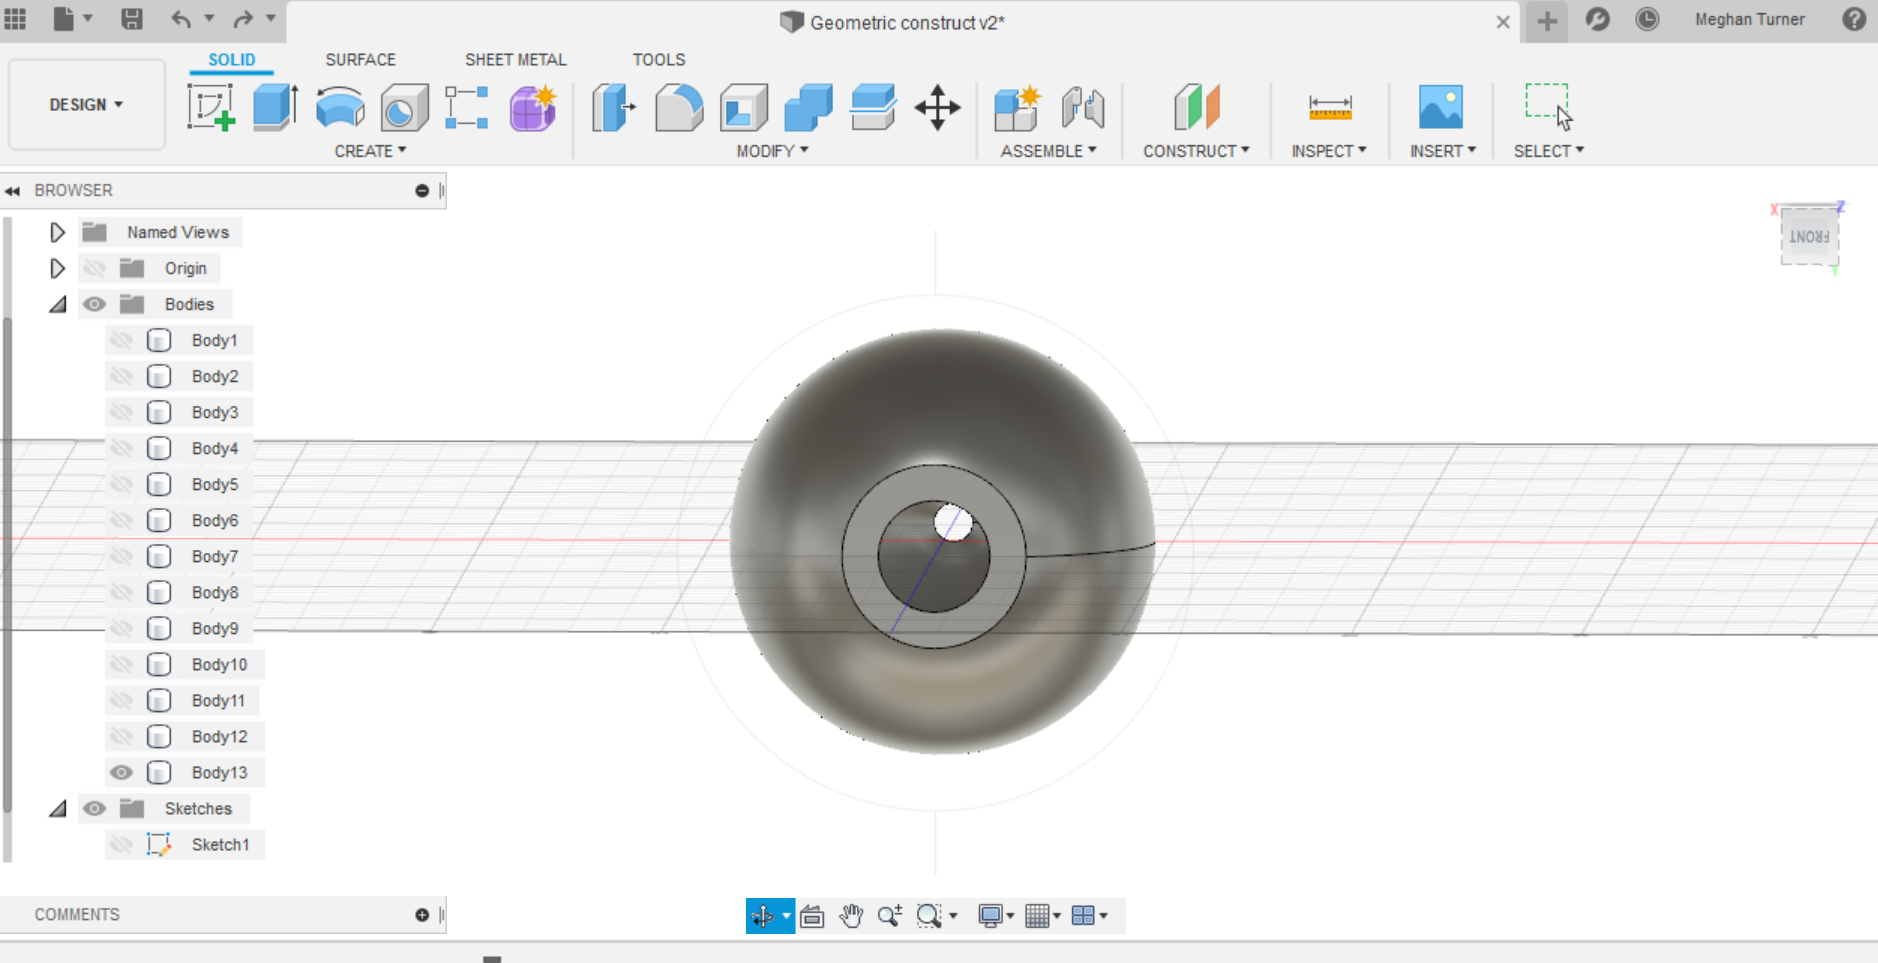 Geometric construct v2*
Meghan Turner
SOLID
SURFACE
SHEET METAL
TOOLS
DESIGN
CREATE
MODIFY
ASSEMBLE
CONSTRUCT
INSPECT
INSERT
SELECT
BROWSER
X
Z
FRONT
Y
Named Views
Origin
Bodies
Body1
Body2
Body3
Body4
Body5
Body6
Body7
Body8
Body9
Body10
Body11
Body12
Body13
Sketches
Sketch1
COMMENTS